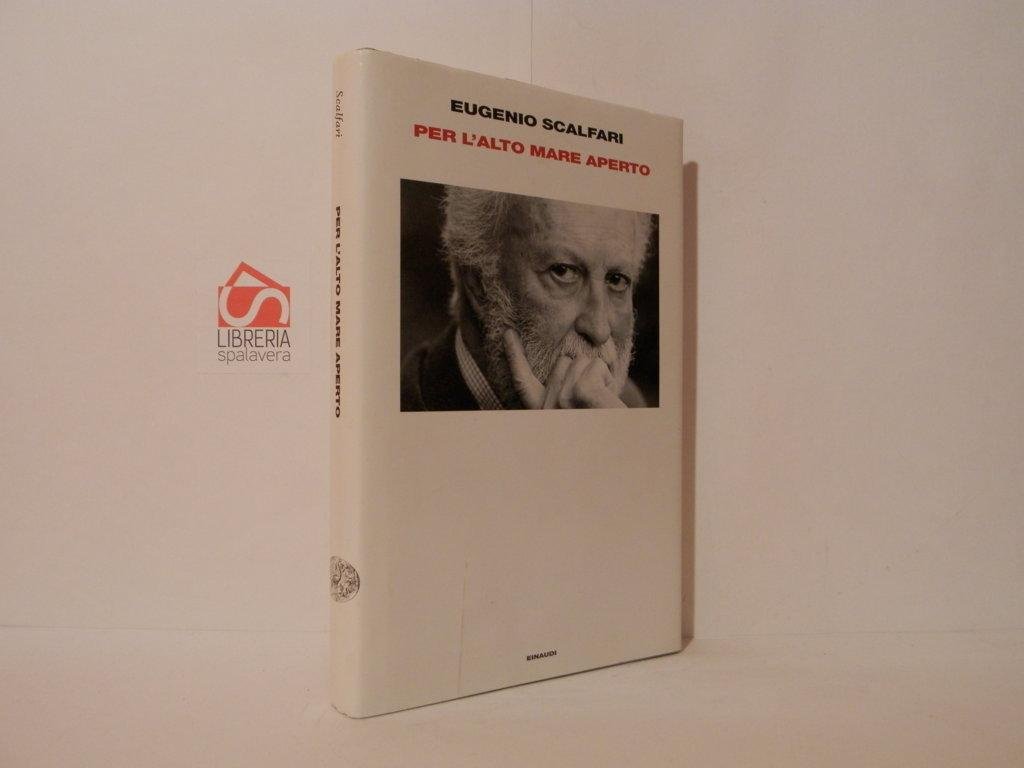 EUGENIO SCALFARI
PER L'ALTO MARE APERTO
EINAUDI
Scalfari
PER L'ALTO MARE APERTO
LIBRERIA
spalavera